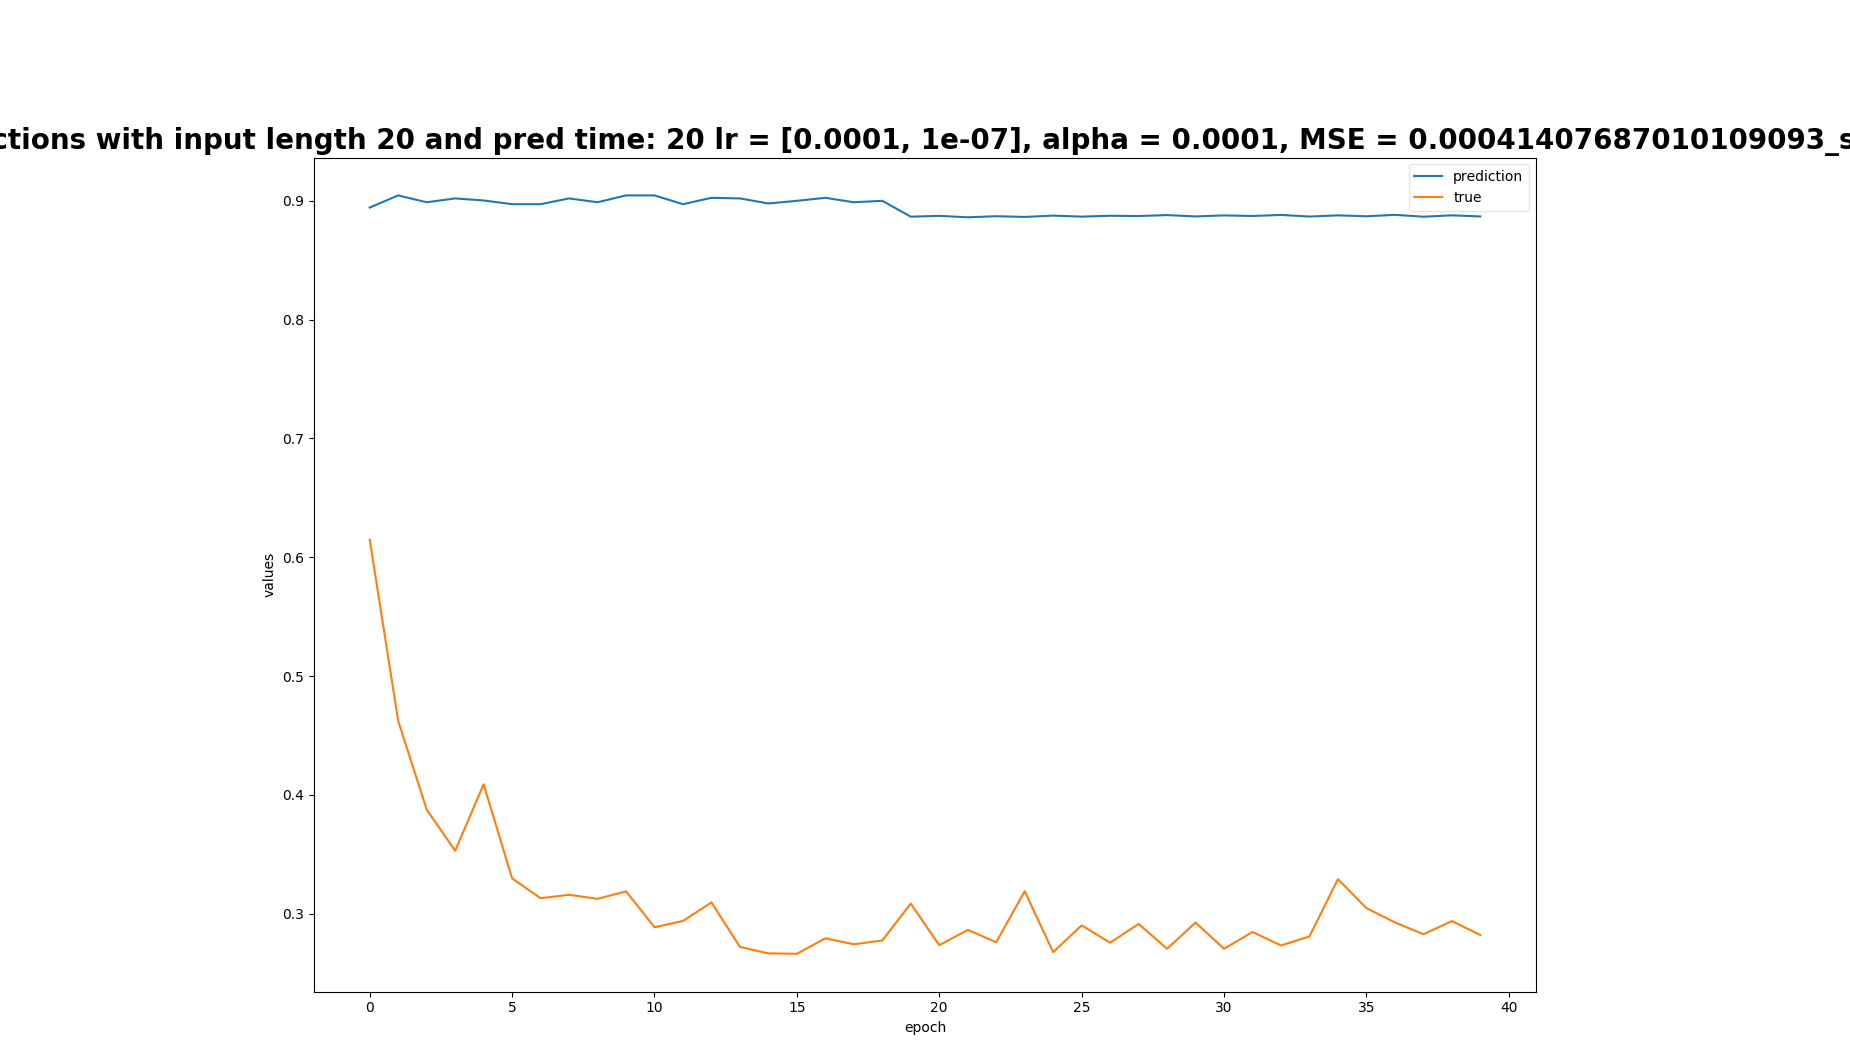 ctions with input length 20 and pred time: 20 lr = [0.0001, 1e-07], alpha = 0.0001, MSE = 0.00041407687010109093_s
prediction
true
0.9
0.8
0.7
0.6
0.5
0.4
0.3
values
0 5 10 15 20 25 30 35 40
epoch